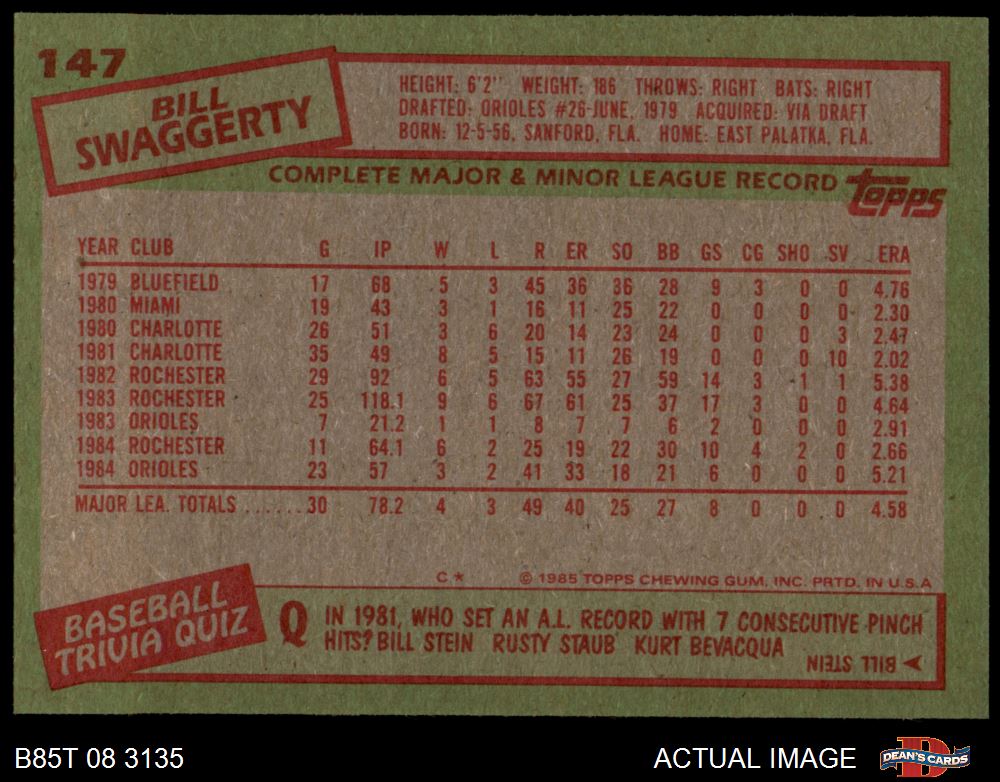 147
BILL
SWAGGERTY
HEIGHT: 6'2" WEIGHT: 186 THROWS: RIGHT BATS: RIGHT
DRAFTED: ORIOLES #26-JUNE, 1979 ACQUIRED: VIA DRAFT
BORN: 12-5-56, SANFORD, FLA. HOME: EAST PALATKA, FLA.
COMPLETE MAJOR & MINOR LEAGUE RECORD topps
YEAR CLUB G IP W L R ER SO BB GS CG SHO SV ERA
1979 BLUEFIELD 17 68 5 3 45 36 36 28 9 3 0 0 4.76
1980 MIAMI 19 43 3 1 16 11 25 22 0 0 0 0 2.30
1980 CHARLOTTE 26 51 3 6 20 14 23 24 0 0 0 3 2.47
1981 CHARLOTTE 35 49 8 5 15 11 26 19 0 0 0 10 2.02
1982 ROCHESTER 29 92 6 5 63 55 27 59 14 3 1 1 5.38
1983 ROCHESTER 25 118.1 9 6 67 61 25 37 17 3 0 0 4.64
1983 ORIOLES 7 21.2 1 1 8 7 7 6 2 0 0 0 2.91
1984 ROCHESTER 11 64.1 6 2 25 19 22 30 10 4 2 0 2.66
1984 ORIOLES 23 57 3 2 41 33 18 21 6 0 0 0 5.21
MAJOR LEA. TOTALS ......30 78.2 4 3 49 40 25 27 8 0 0 0 4.58
C* © 1985 TOPPS CHEWING GUM, INC. PRTD. IN U.S.A
BASEBALL
TRIVIA QUIZ
Q IN 1981, WHO SET AN A.L. RECORD WITH 7 CONSECUTIVE PINCH
HITS? BILL STEIN RUSTY STAUB KURT BEVACQUA
BILL STEIN
B85T 08 3135 ACTUAL IMAGE D DEAN'S CARDS